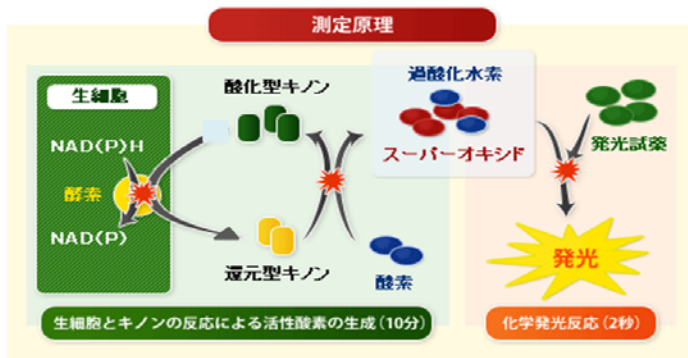 測定原理
生細胞
NAD(P)H
酵素
NAD(P)
酸化型キノン
還元型キノン
過酸化水素
スーパーオキシド
酸素
発光試薬
発光
生細胞とキノンの反応による活性酸素の生成(10分)
化学発光反応(2秒)